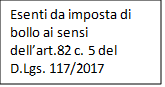 Esenti da imposta di
bollo ai sensi
dell'art.82 c. 5 del
D.Lgs. 117/2017